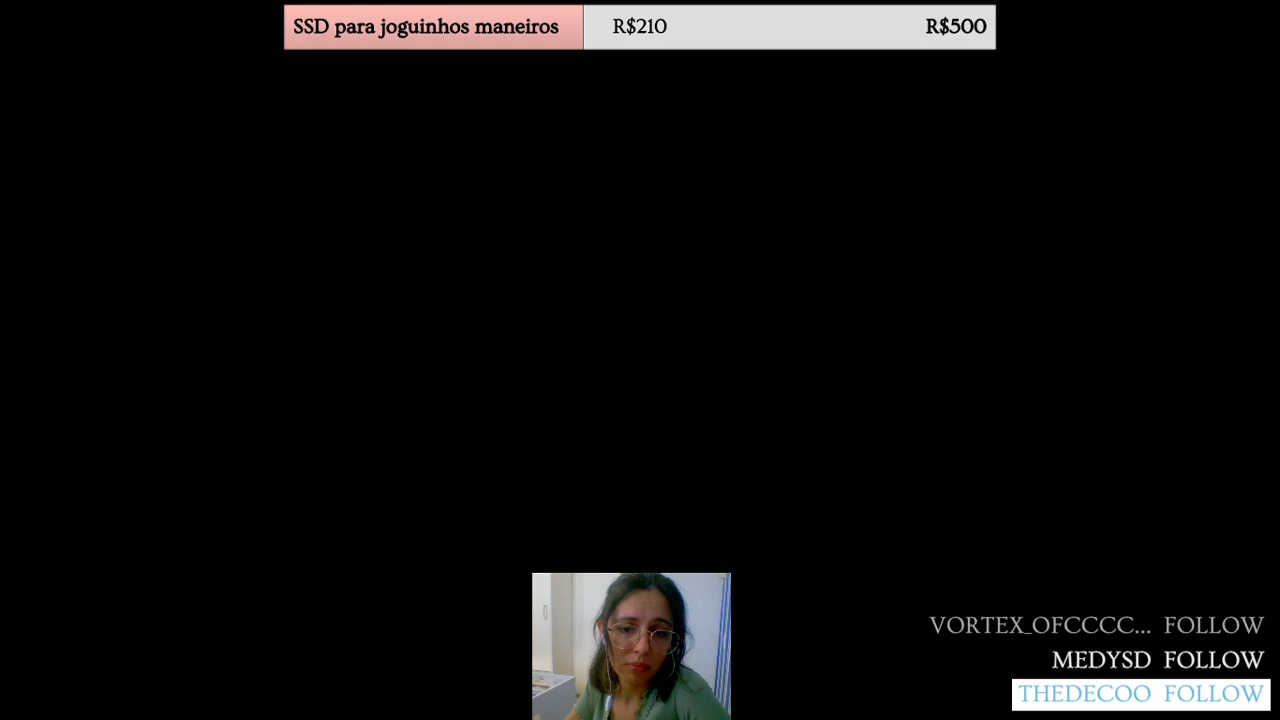 SSD para joguinhos maneiros R$210 R$500
VORTEX_OFCCCC... FOLLOW
MEDYSD FOLLOW
THEDECOO FOLLOW